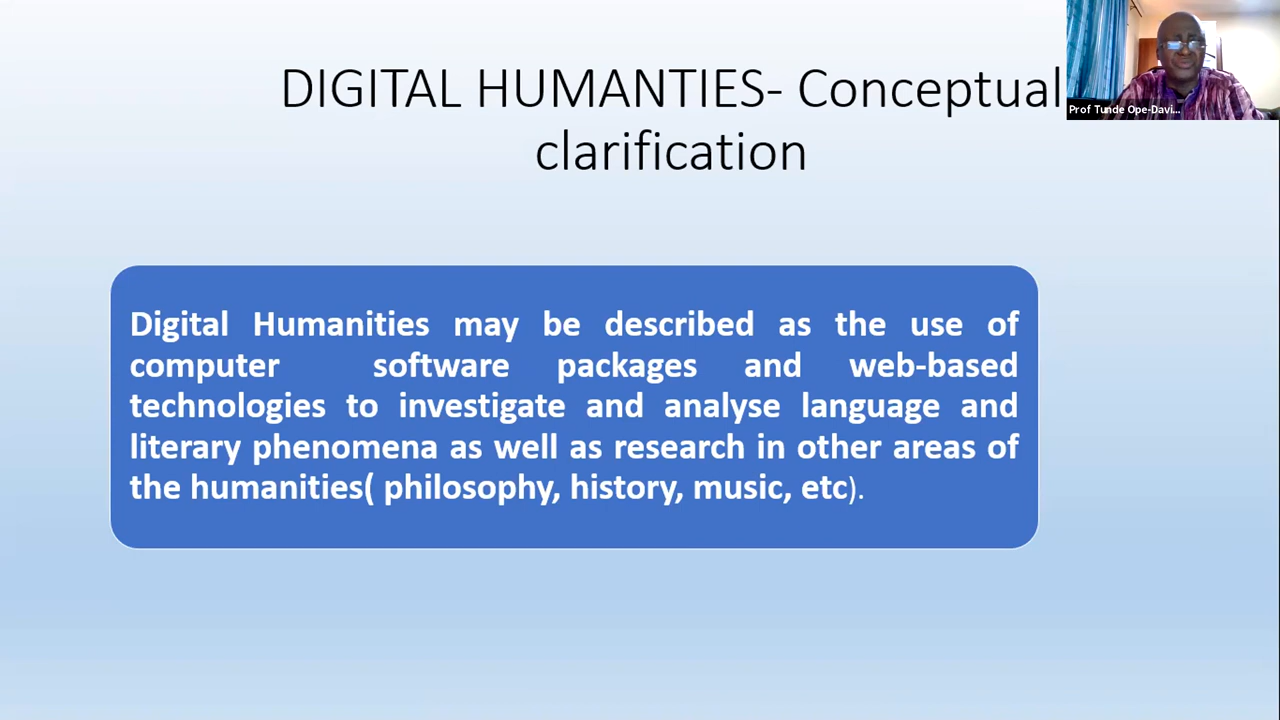 DIGITAL HUMANTIES- Conceptual
clarification
Prof Tunde Ope-Davi...
Digital Humanities may be described as the use of
computer software packages and web-based
technologies to investigate and analyse language and
literary phenomena as well as research in other areas of
the humanities( philosophy, history, music, etc).